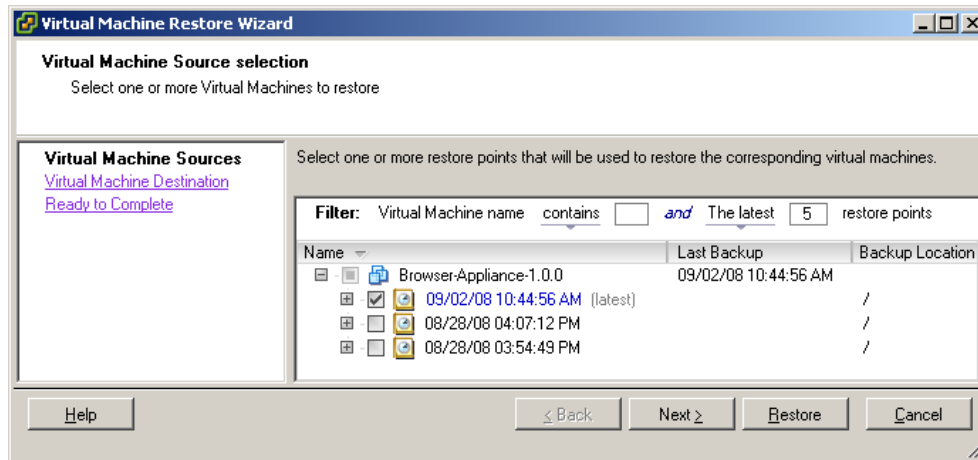 Virtual Machine Restore Wizard
Virtual Machine Source selection
Select one or more Virtual Machines to restore
Virtual Machine Sources
Virtual Machine Destination
Ready to Complete
Select one or more restore points that will be used to restore the corresponding virtual machines.
Filter: Virtual Machine name contains and The latest 5 restore points
Name Last Backup Backup Location
Browser-Appliance-1.0.0 09/02/08 10:44:56 AM
09/02/08 10:44:56 AM (latest) /
08/28/08 04:07:12 PM /
08/28/08 03:54:49 PM /
Help < Back Next > Restore Cancel